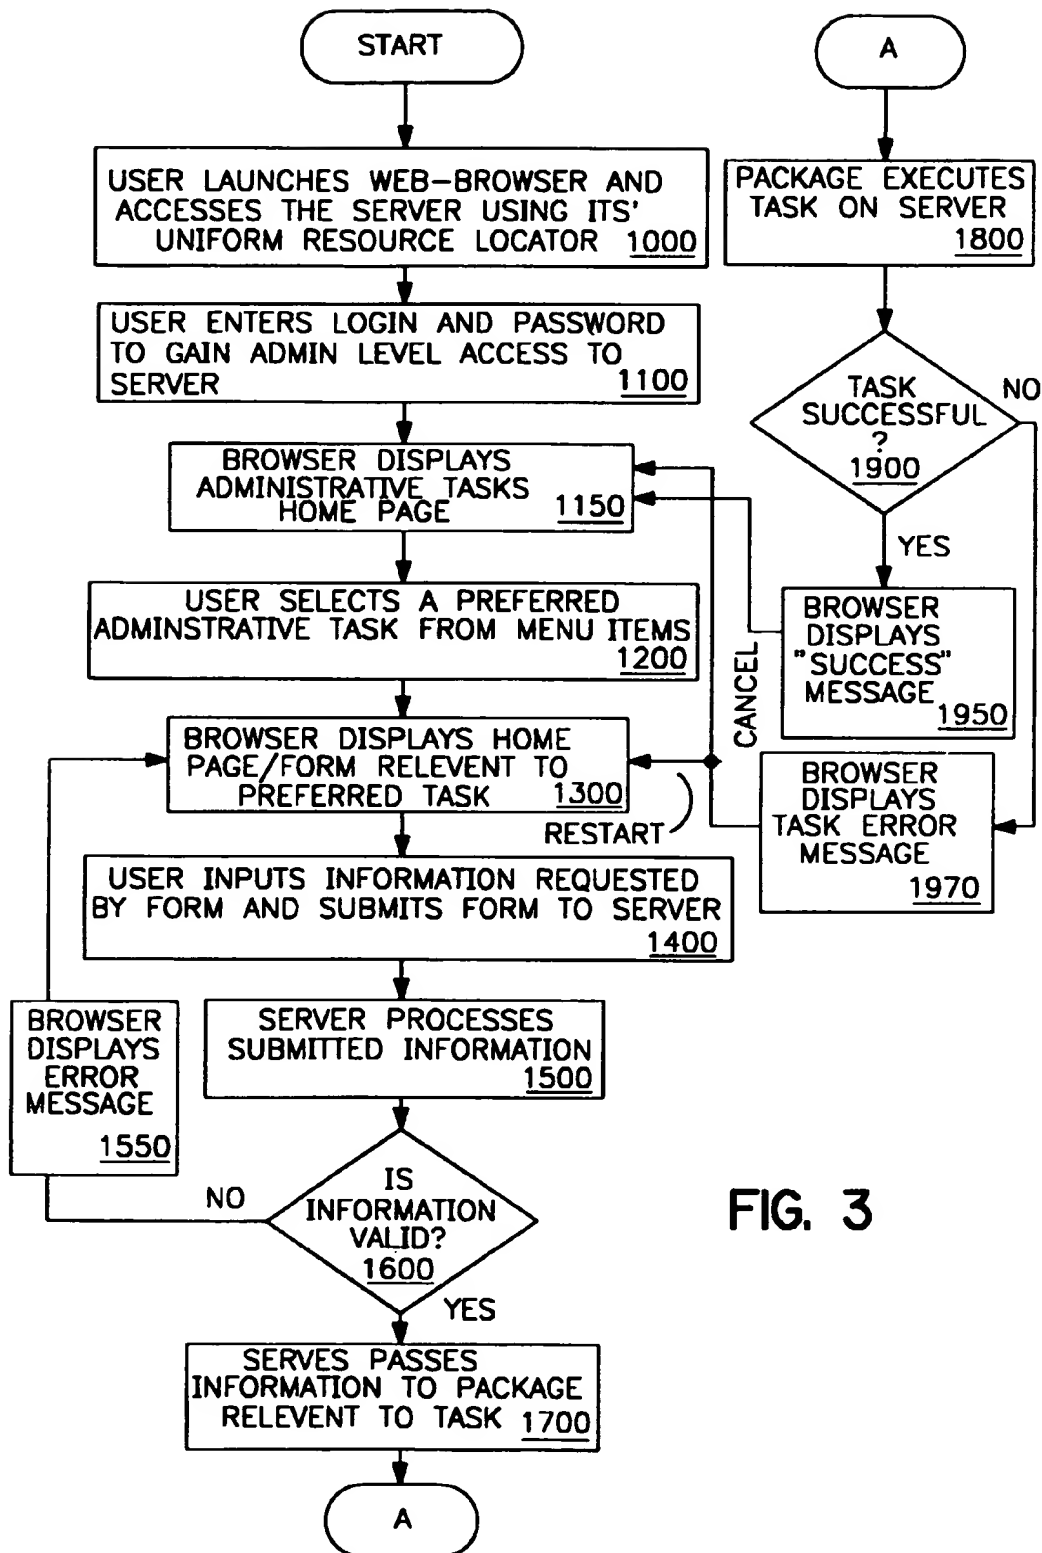 START
USER LAUNCHES WEB-BROWSER AND
ACCESSES THE SERVER USING ITS'
UNIFORM RESOURCE LOCATOR 1000
USER ENTERS LOGIN AND PASSWORD
TO GAIN ADMIN LEVEL ACCESS TO
SERVER 1100
BROWSER DISPLAYS
ADMINISTRATIVE TASKS
HOME PAGE 1150
USER SELECTS A PREFERRED
ADMINSTRATIVE TASK FROM MENU ITEMS
1200
BROWSER DISPLAYS HOME
PAGE/FORM RELEVENT TO
PREFERRED TASK 1300
RESTART
CANCEL
USER INPUTS INFORMATION REQUESTED
BY FORM AND SUBMITS FORM TO SERVER
1400
SERVER PROCESSES
SUBMITTED INFORMATION
1500
BROWSER
DISPLAYS
ERROR
MESSAGE
1550
IS
INFORMATION
VALID?
1600
NO
YES
SERVES PASSES
INFORMATION TO PACKAGE
RELEVENT TO TASK 1700
A
A
PACKAGE EXECUTES
TASK ON SERVER
1800
TASK
SUCCESSFUL
?
1900
NO
YES
BROWSER
DISPLAYS
"SUCCESS"
MESSAGE
1950
BROWSER
DISPLAYS
TASK ERROR
MESSAGE
1970
FIG. 3